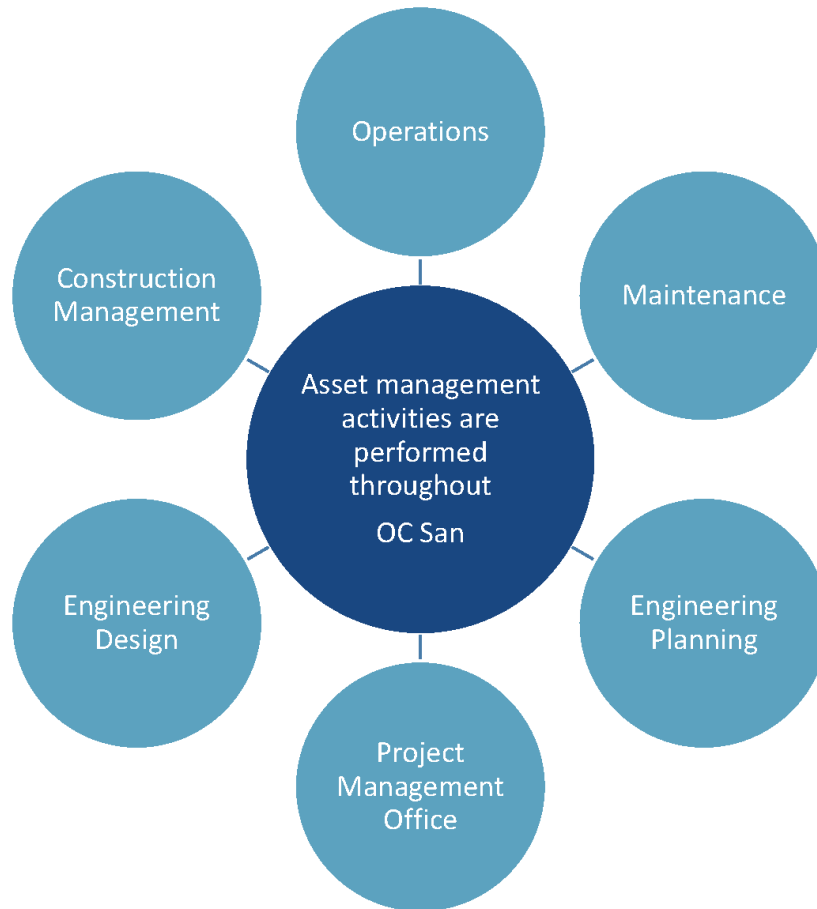 Operations
Construction
Management
Maintenance
Asset management
activities are
performed
throughout
OC San
Engineering
Design
Engineering
Planning
Project
Management
Office